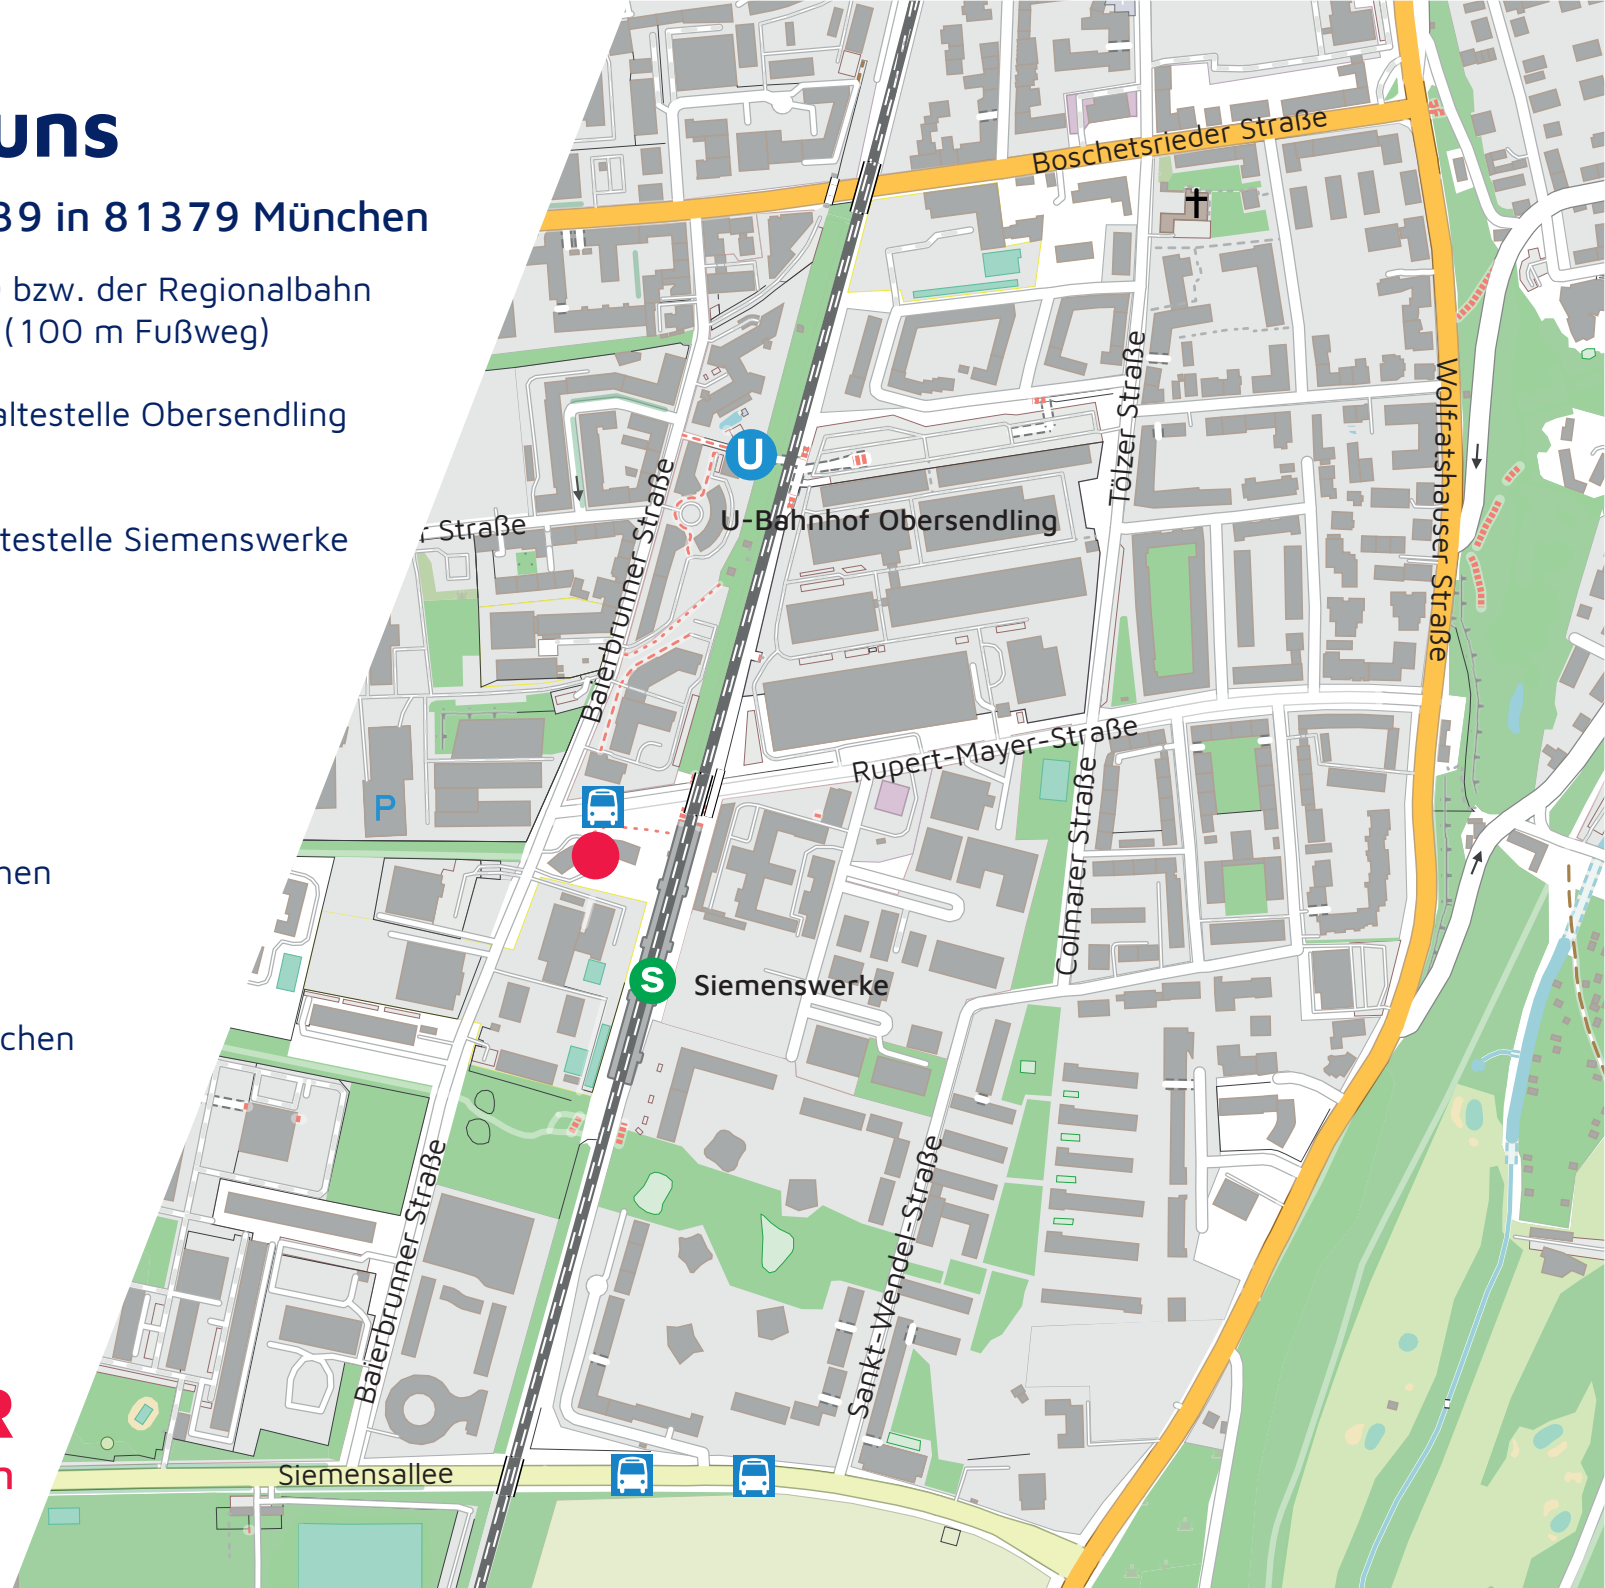 uns
39 in 81379 München
bzw. der Regionalbahn
(100 m Fußweg)
altestelle Obersendling
testelle Siemenswerke
nen
chen
R
n
Boschetsrieder Straße
Wolfratshauser Straße
Tölzer Straße
U
U-Bahnhof Obersendling
r Straße
Baierbrunner Straße
Rupert-Mayer-Straße
Colmarer Straße
P
S
Siemenswerke
Sankt-Wendel-Straße
Baierbrunner Straße
Siemensallee